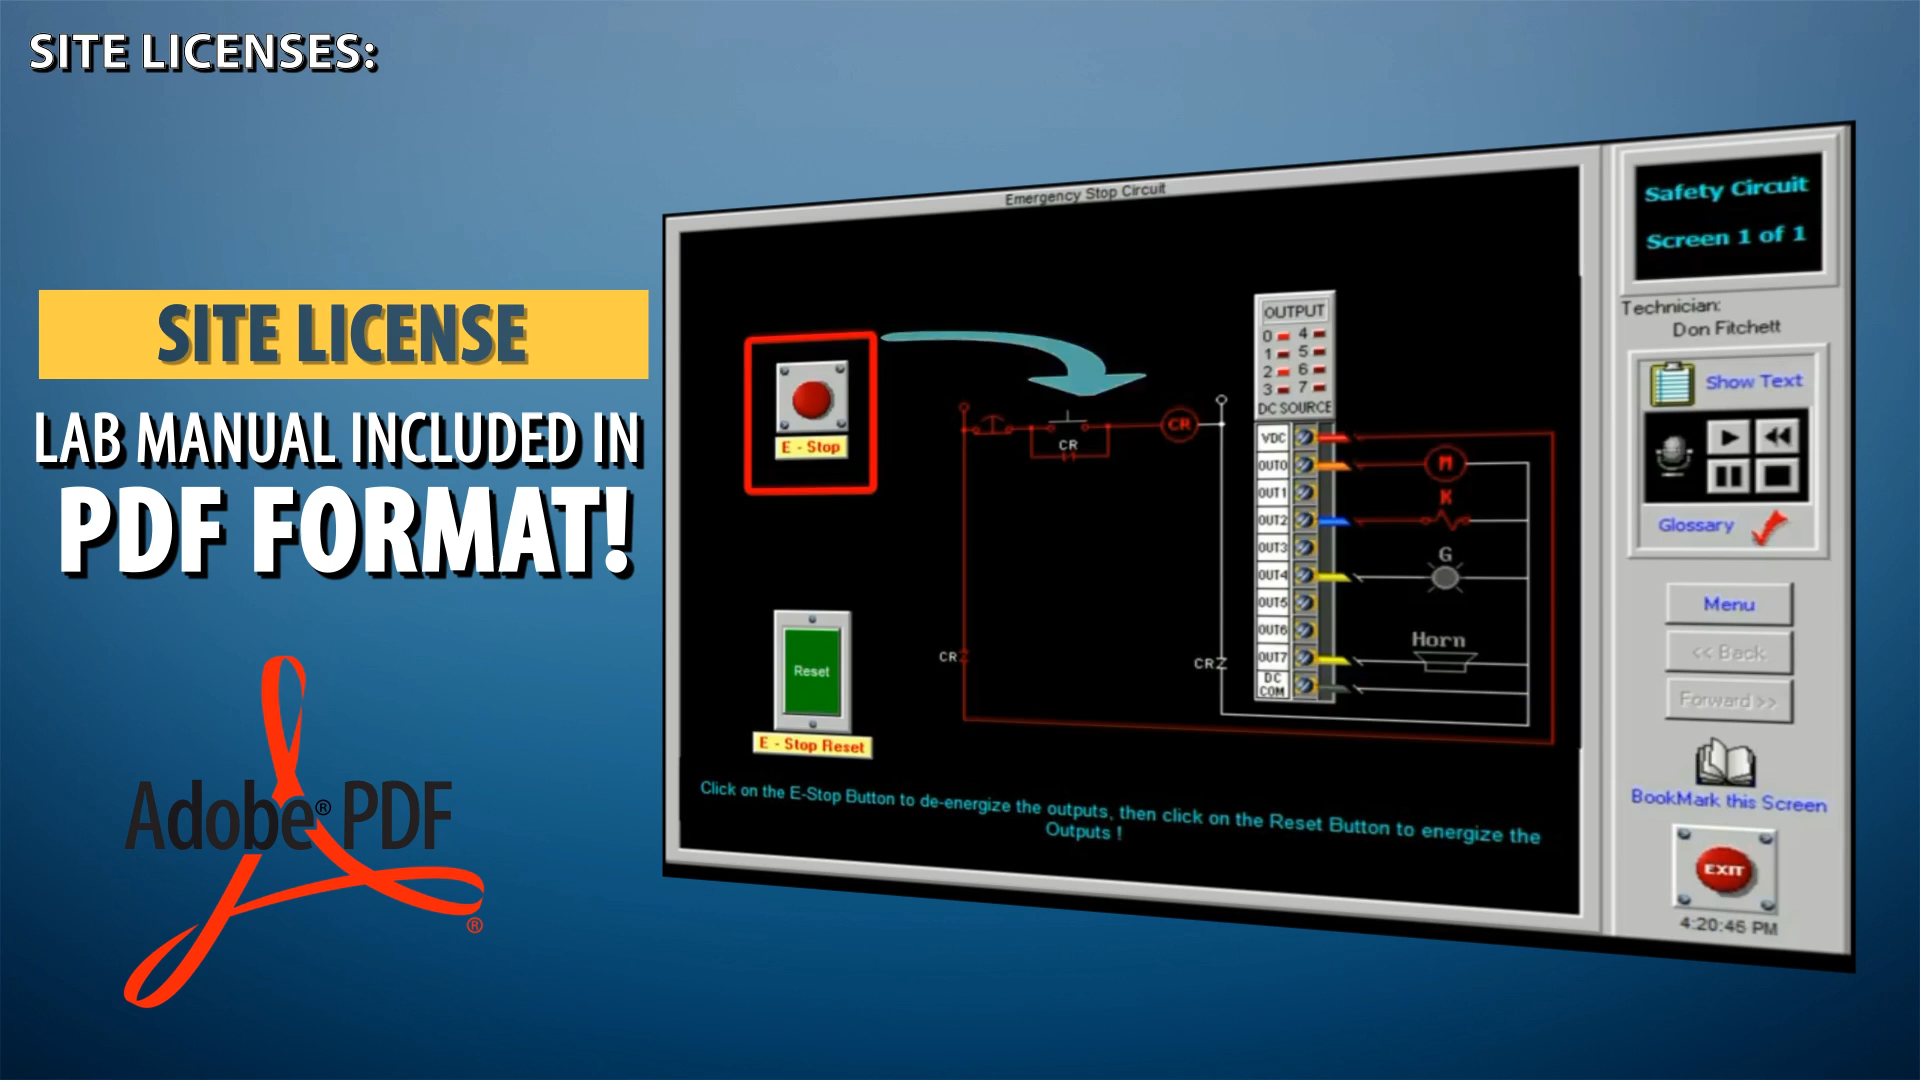 SITE LICENSES:
SITE LICENSE
LAB MANUAL INCLUDED IN
PDF FORMAT!
Adobe® PDF
®
Emergency Stop Circuit
E - Stop
Reset
E - Stop Reset
CR
CR
CR
CR
OUTPUT
0 4
1 5
2 6
3 7
DC SOURCE
VDC
OUT0
OUT1
OUT2
OUT3
OUT4
OUT5
OUT6
OUT7
DC
COM
M
K
G
Horn
Click on the E-Stop Button to de-energize the outputs, then click on the Reset Button to energize the
Outputs !
Safety Circuit
Screen 1 of 1
Technician:
Don Fitchett
Show Text
Glossary
Menu
<< Back
Forward >>
BookMark this Screen
EXIT
4:20:45 PM